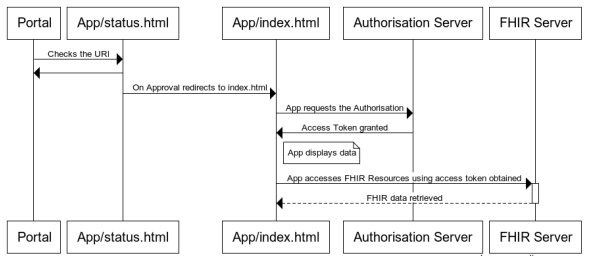 Portal App/status.html App/index.html Authorisation Server FHIR Server
Checks the URI
On Approval redirects to index.html
App requests the Authorisation
Access Token granted
App displays data
App accesses FHIR Resources using access token obtained
FHIR data retrieved
Portal App/status.html App/index.html Authorisation Server FHIR Server